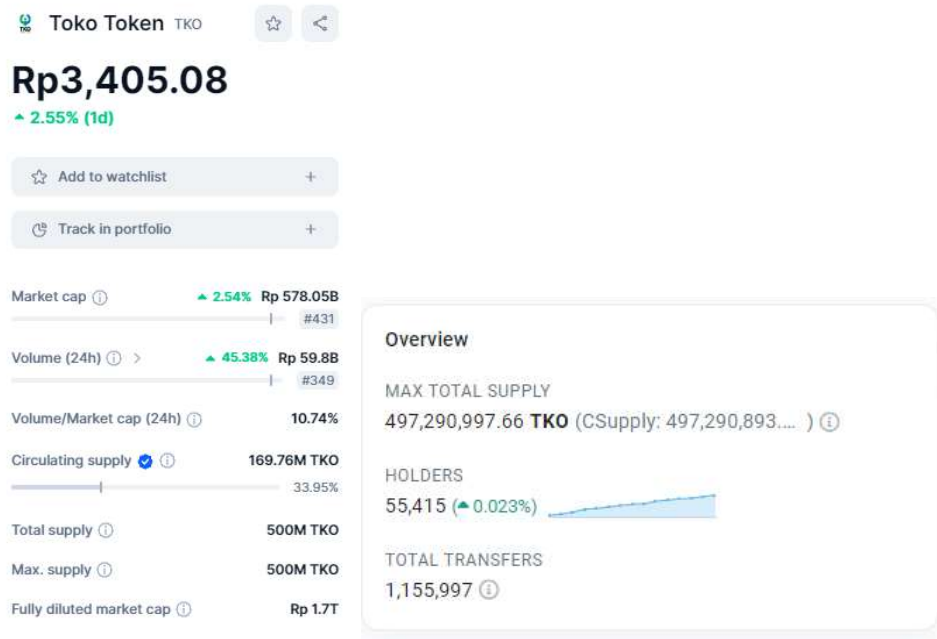 Toko Token TKO
Rp3,405.08
2.55% (1d)
Add to watchlist
Track in portfolio
Market cap 2.54% Rp 578.05B
#431
Volume (24h) 45.38% Rp 59.8B
#349
Volume/Market cap (24h) 10.74%
Circulating supply 169.76M TKO
33.95%
Total supply 500M TKO
Max. supply 500M TKO
Fully diluted market cap Rp 1.7T
Overview
MAX TOTAL SUPPLY
497,290,997.66 TKO (CSupply: 497,290,893.... )
HOLDERS
55,415 (0.023%)
TOTAL TRANSFERS
1,155,997